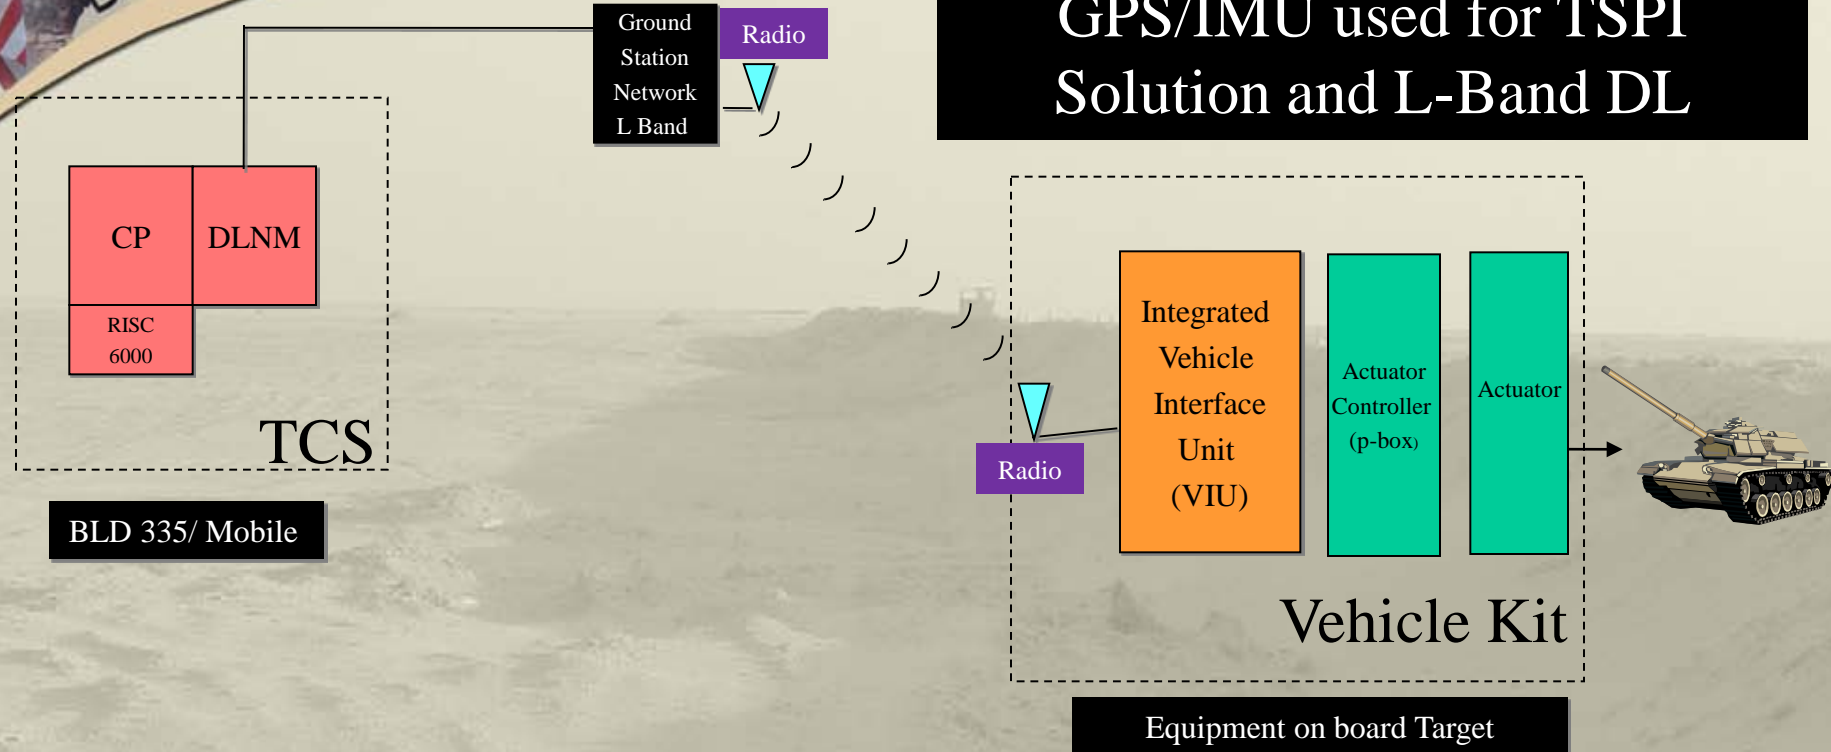 GPS/IMU used for TSPI
Solution and L-Band DL
Ground
Station
Network
L Band
Radio
CP
DLNM
RISC
6000
TCS
BLD 335/ Mobile
Radio
Integrated
Vehicle
Interface
Unit
(VIU)
Actuator
Controller
(p-box)
Actuator
Vehicle Kit
Equipment on board Target